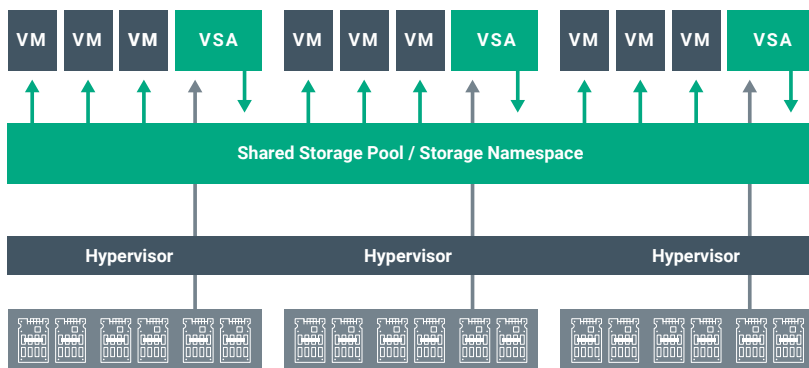 VM VM VM VSA VM VM VM VSA VM VM VM VSA
Shared Storage Pool / Storage Namespace
Hypervisor Hypervisor Hypervisor